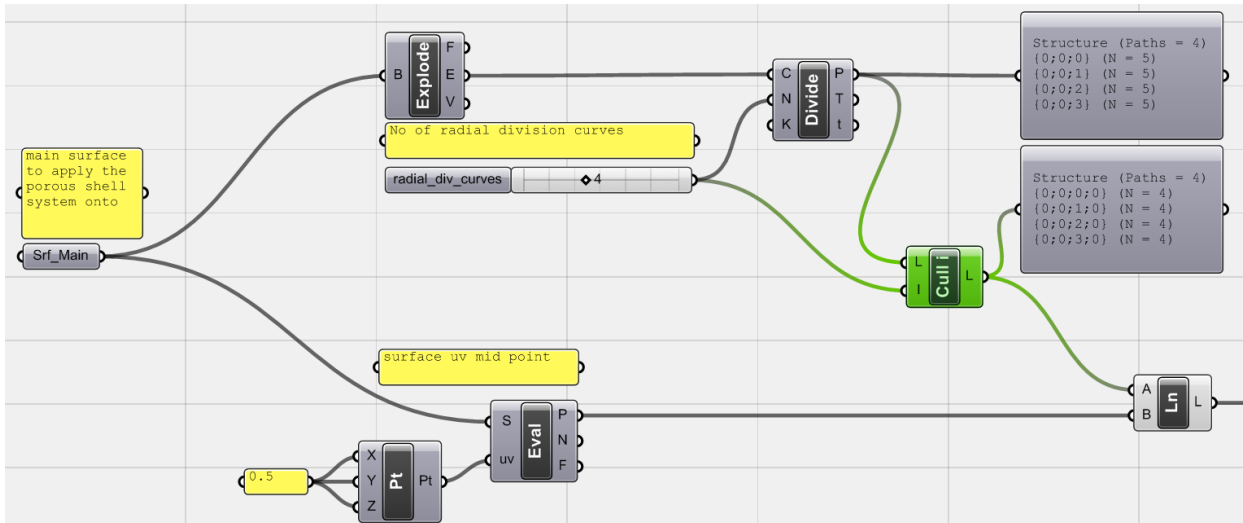 Explode
B
F
E
V
No of radial division curves
radial_div_curves
4
main surface
to apply the
porous shell
system onto
Srf_Main
Divide
C
N
K
P
T
t
Structure (Paths = 4)
{0;0;0} (N = 5)
{0;0;1} (N = 5)
{0;0;2} (N = 5)
{0;0;3} (N = 5)
Structure (Paths = 4)
{0;0;0;0} (N = 4)
{0;0;1;0} (N = 4)
{0;0;2;0} (N = 4)
{0;0;3;0} (N = 4)
L
I
Cull i
L
surface uv mid point
S
uv
Eval
P
N
F
0.5
X
Y
Z
Pt
Pt
A
B
Ln
L